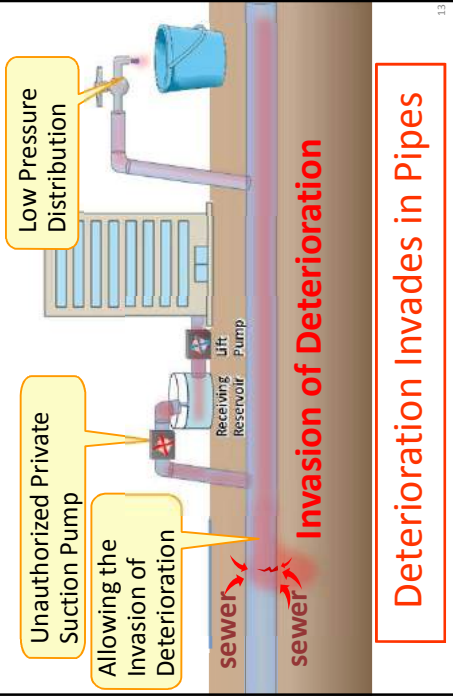 Unauthorized Private
Suction Pump
Low Pressure
Distribution
Allowing the
Invasion of
Deterioration
Receiving
Reservoir
Lift
Pump
sewer
sewer
Invasion of Deterioration
Deterioration Invades in Pipes
13